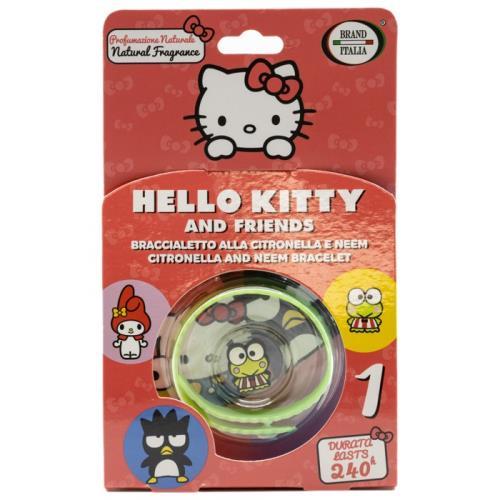 Profumazione Naturale
Natural Fragrance
BRAND
ITALIA
HELLO KITTY
AND FRIENDS
BRACCIALETTO ALLA CITRONELLA E NEEM
CITRONELLA AND NEEM BRACELET
1
DURATA
LASTS
240h